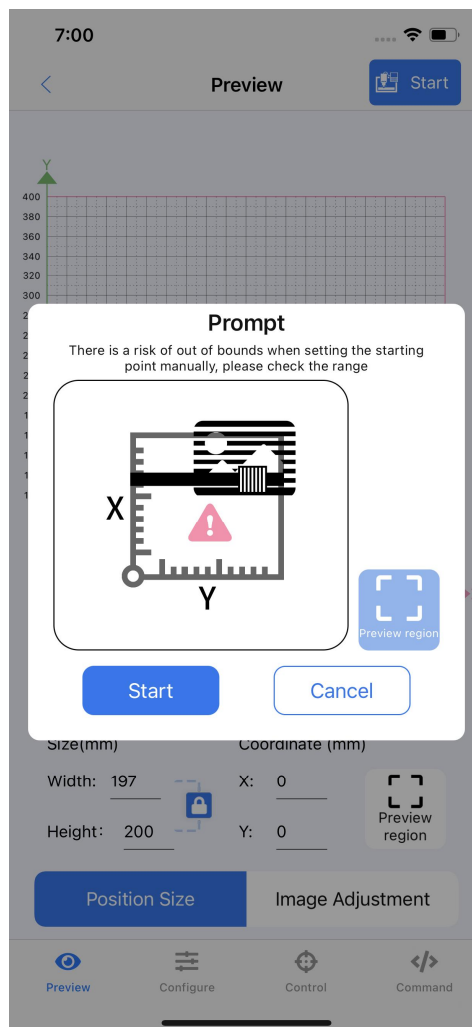 7:00
Preview
Start
Y
400
380
360
340
320
300
Prompt
There is a risk of out of bounds when setting the starting
point manually, please check the range
X
Y
Preview region
Start
Cancel
Size(mm)
Coordinate (mm)
Width: 197
X: 0
Height: 200
Y: 0
Preview
region
Position Size
Image Adjustment
Preview
Configure
Control
Command